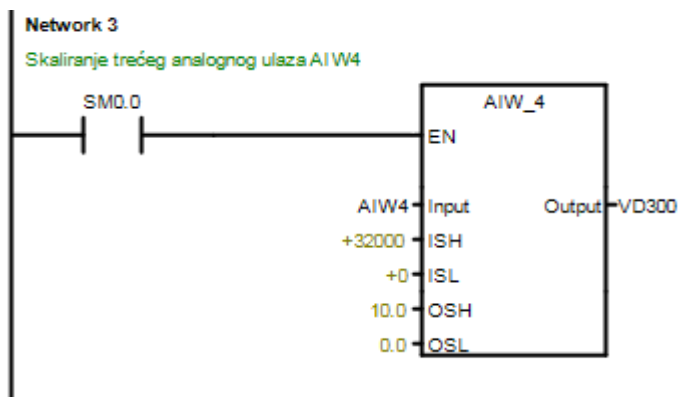 Network 3
Skaliranje trećeg analognog ulaza AIW4
SM0.0
AIW_4
EN
AIW4 Input Output VD300
+32000 ISH
+0 ISL
10.0 OSH
0.0 OSL